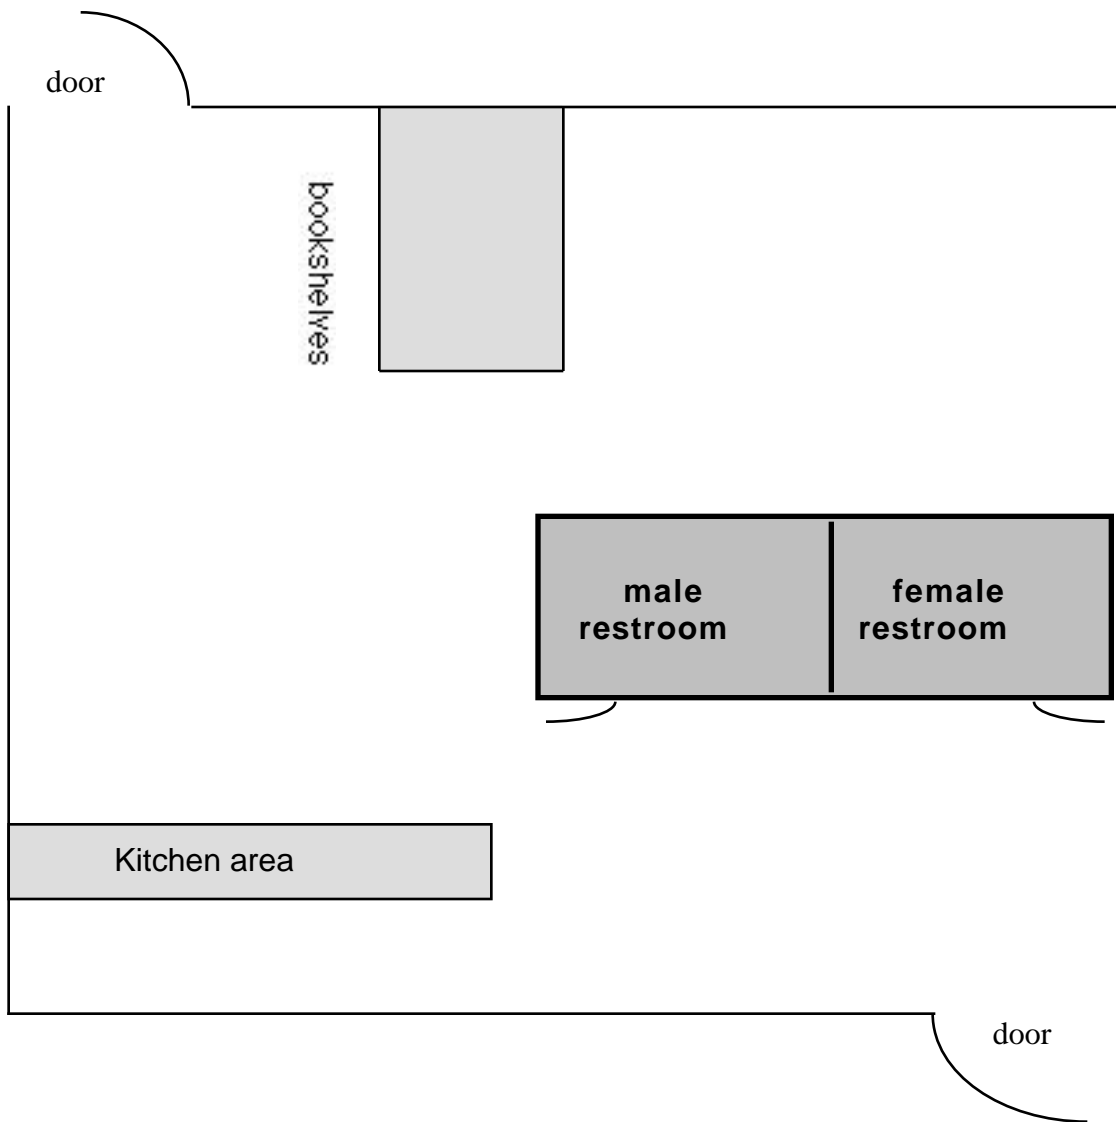 door
bookshelves
male
restroom
female
restroom
Kitchen area
door